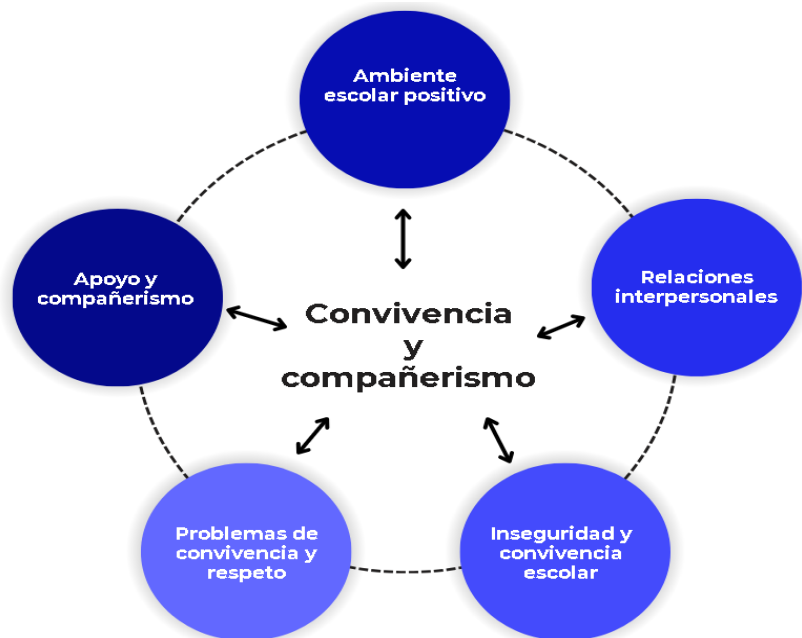 Ambiente
escolar positivo
Apoyo y
compañerismo
Relaciones
interpersonales
Convivencia
y
compañerismo
Problemas de
convivencia y
respeto
Inseguridad y
convivencia
escolar